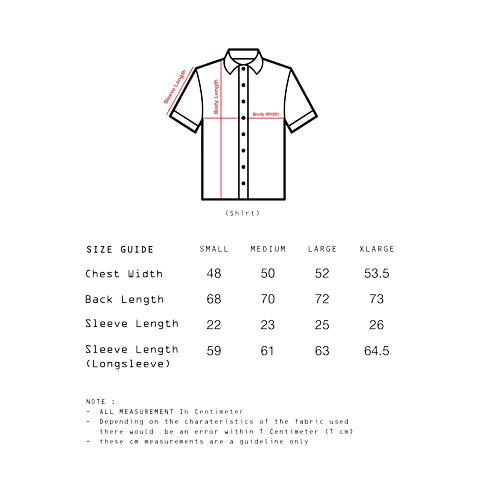 Sleeve Length
Body Length
Body Width
(Shirt)
SIZE GUIDE SMALL MEDIUM LARGE XLARGE
Chest Width 48 50 52 53.5
Back Length 68 70 72 73
Sleeve Length 22 23 25 26
Sleeve Length 59 61 63 64.5
(Longsleeve)
NOTE :
- ALL MEASUREMENT In Centimeter
- Depending on the charateristics of the fabric used
there would be an error within 1 Centimeter (1 cm)
- these cm measurements are a guideline only